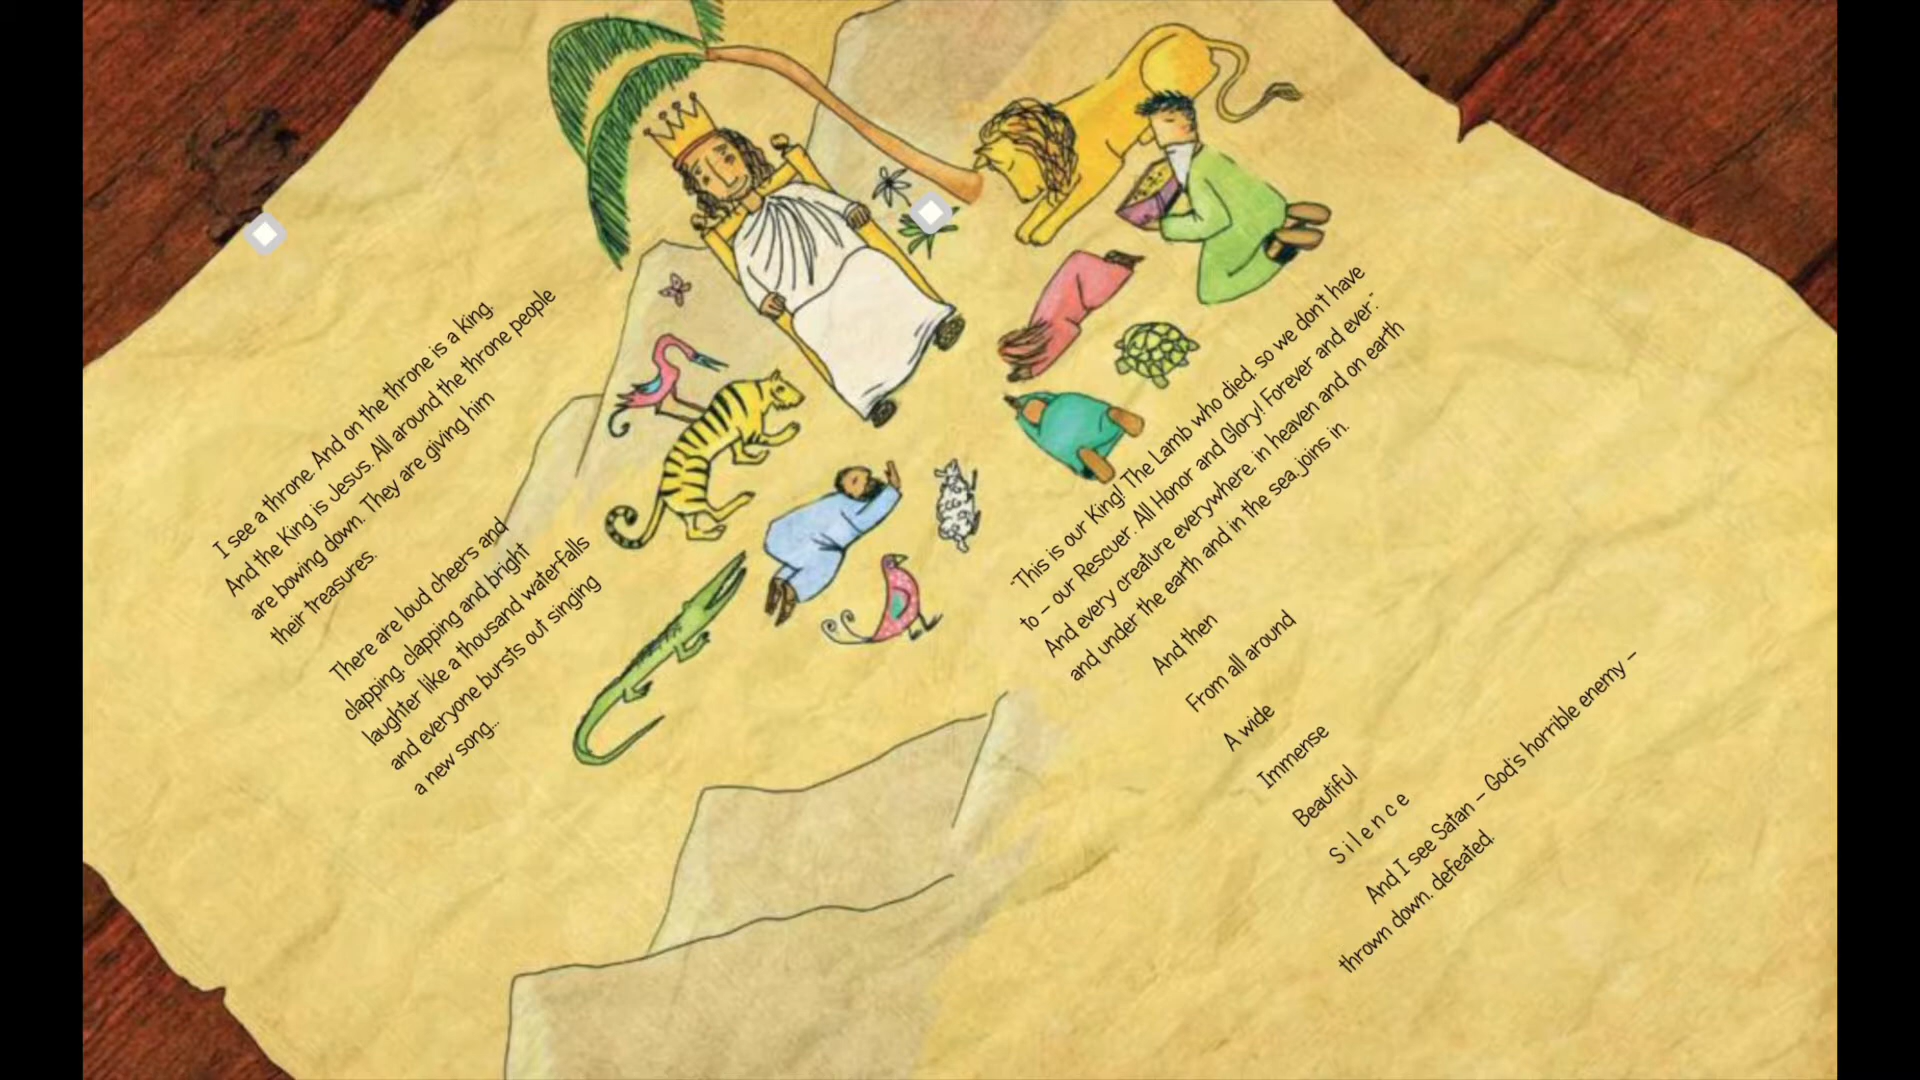 I see a throne. And on the throne is a king.
And the King is Jesus. All around the throne people
are bowing down. They are giving him
their treasures.
There are loud cheers and
clapping, clapping and bright
laughter like a thousand waterfalls
and everyone bursts out singing
a new song...
"This is our King! The Lamb who died, so we don't have
to – our Rescuer. All Honor and Glory! Forever and ever."
And every creature everywhere, in heaven and on earth
and under the earth and in the sea, joins in.
And then
From all around
A wide
Immense
Beautiful
Silence
And I see Satan – God's horrible enemy –
thrown down, defeated.